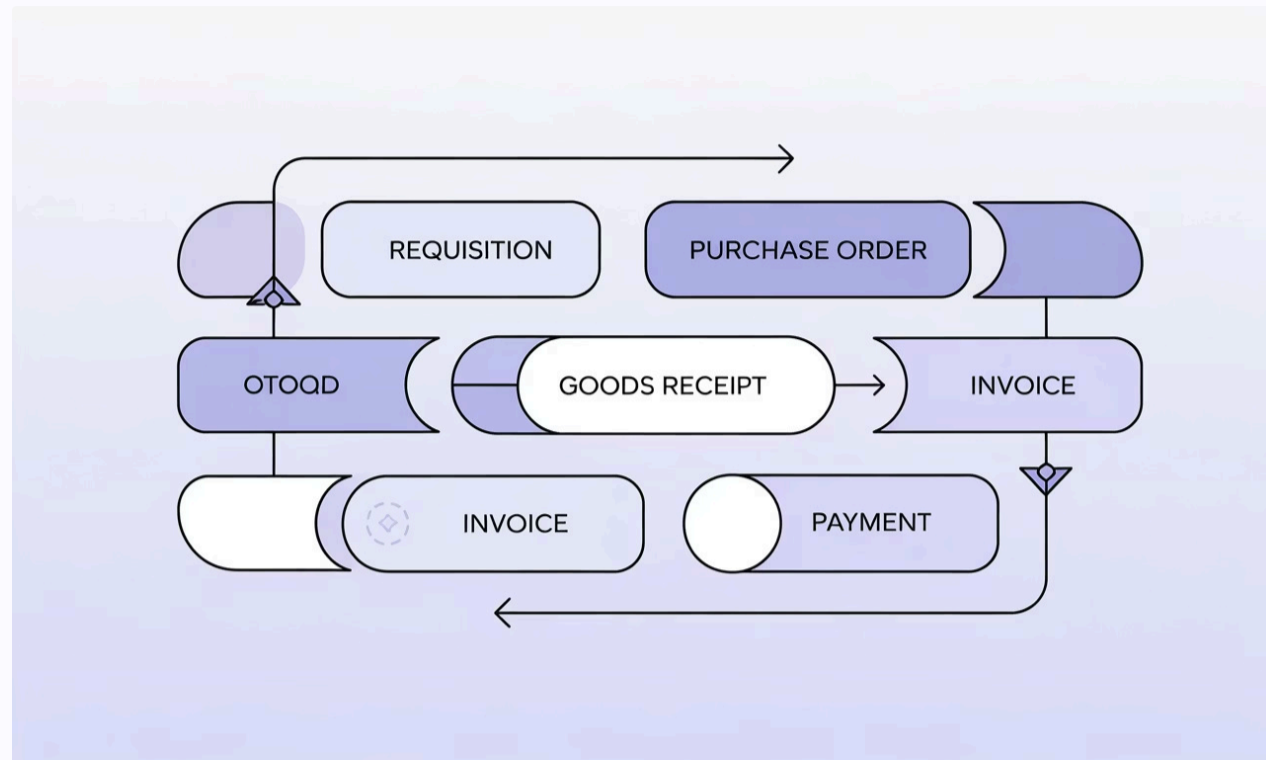 REQUISITION
PURCHASE ORDER
OTOQD
GOODS RECEIPT
INVOICE
INVOICE
PAYMENT